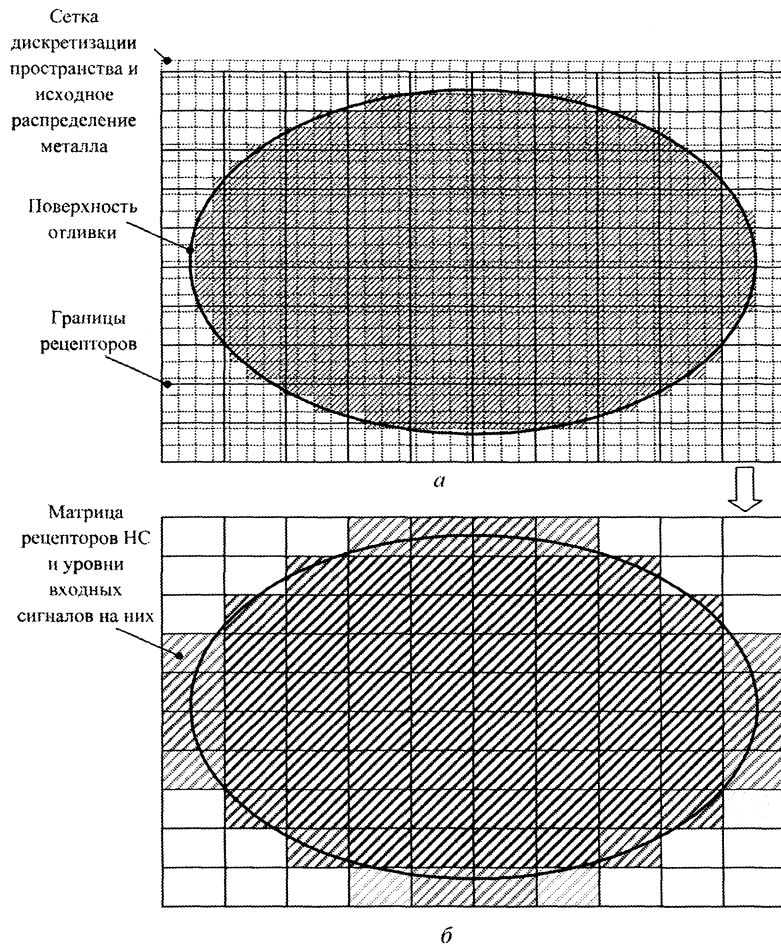 Сетка
дискретизации
пространства и
исходное
распределение
металла
Поверхность
отливки
Границы
рецепторов
а
Матрица
рецепторов НС
и уровни
входных
сигналов на них
б